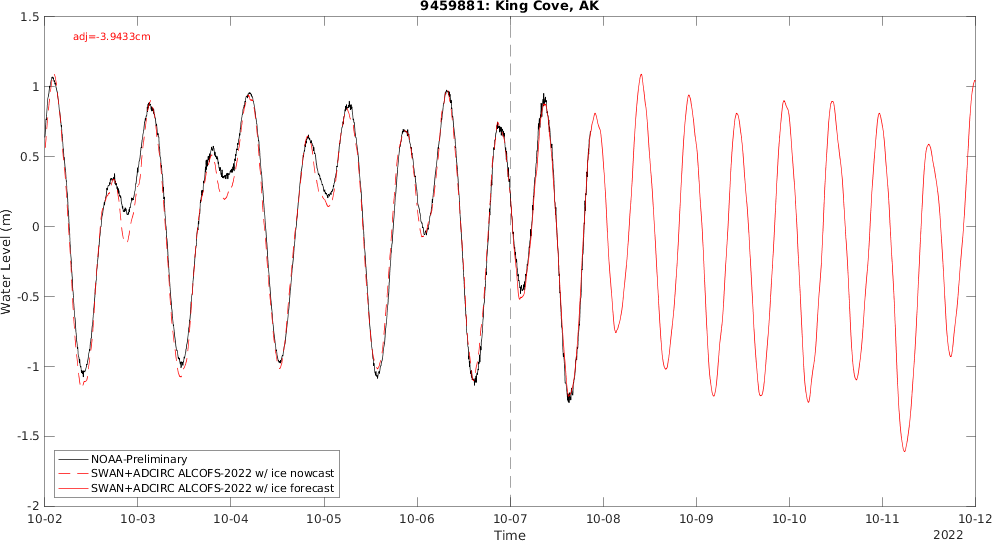 9459881: King Cove, AK
adj=-3.9433cm
1.5
1
0.5
0
-0.5
-1
-1.5
-2
Water Level (m)
NOAA-Preliminary
SWAN+ADCIRC ALCOFS-2022 w/ ice nowcast
SWAN+ADCIRC ALCOFS-2022 w/ ice forecast
10-02 10-03 10-04 10-05 10-06 10-07 10-08 10-09 10-10 10-11 10-12
Time
2022